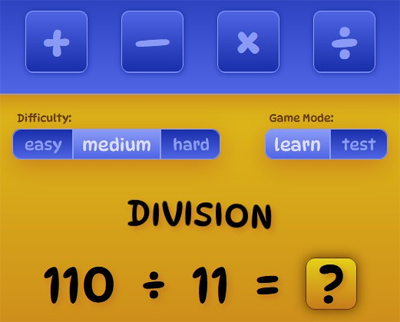 + − × ÷
Difficulty: Game Mode:
easy medium hard learn test
DIVISION
110 ÷ 11 = ?